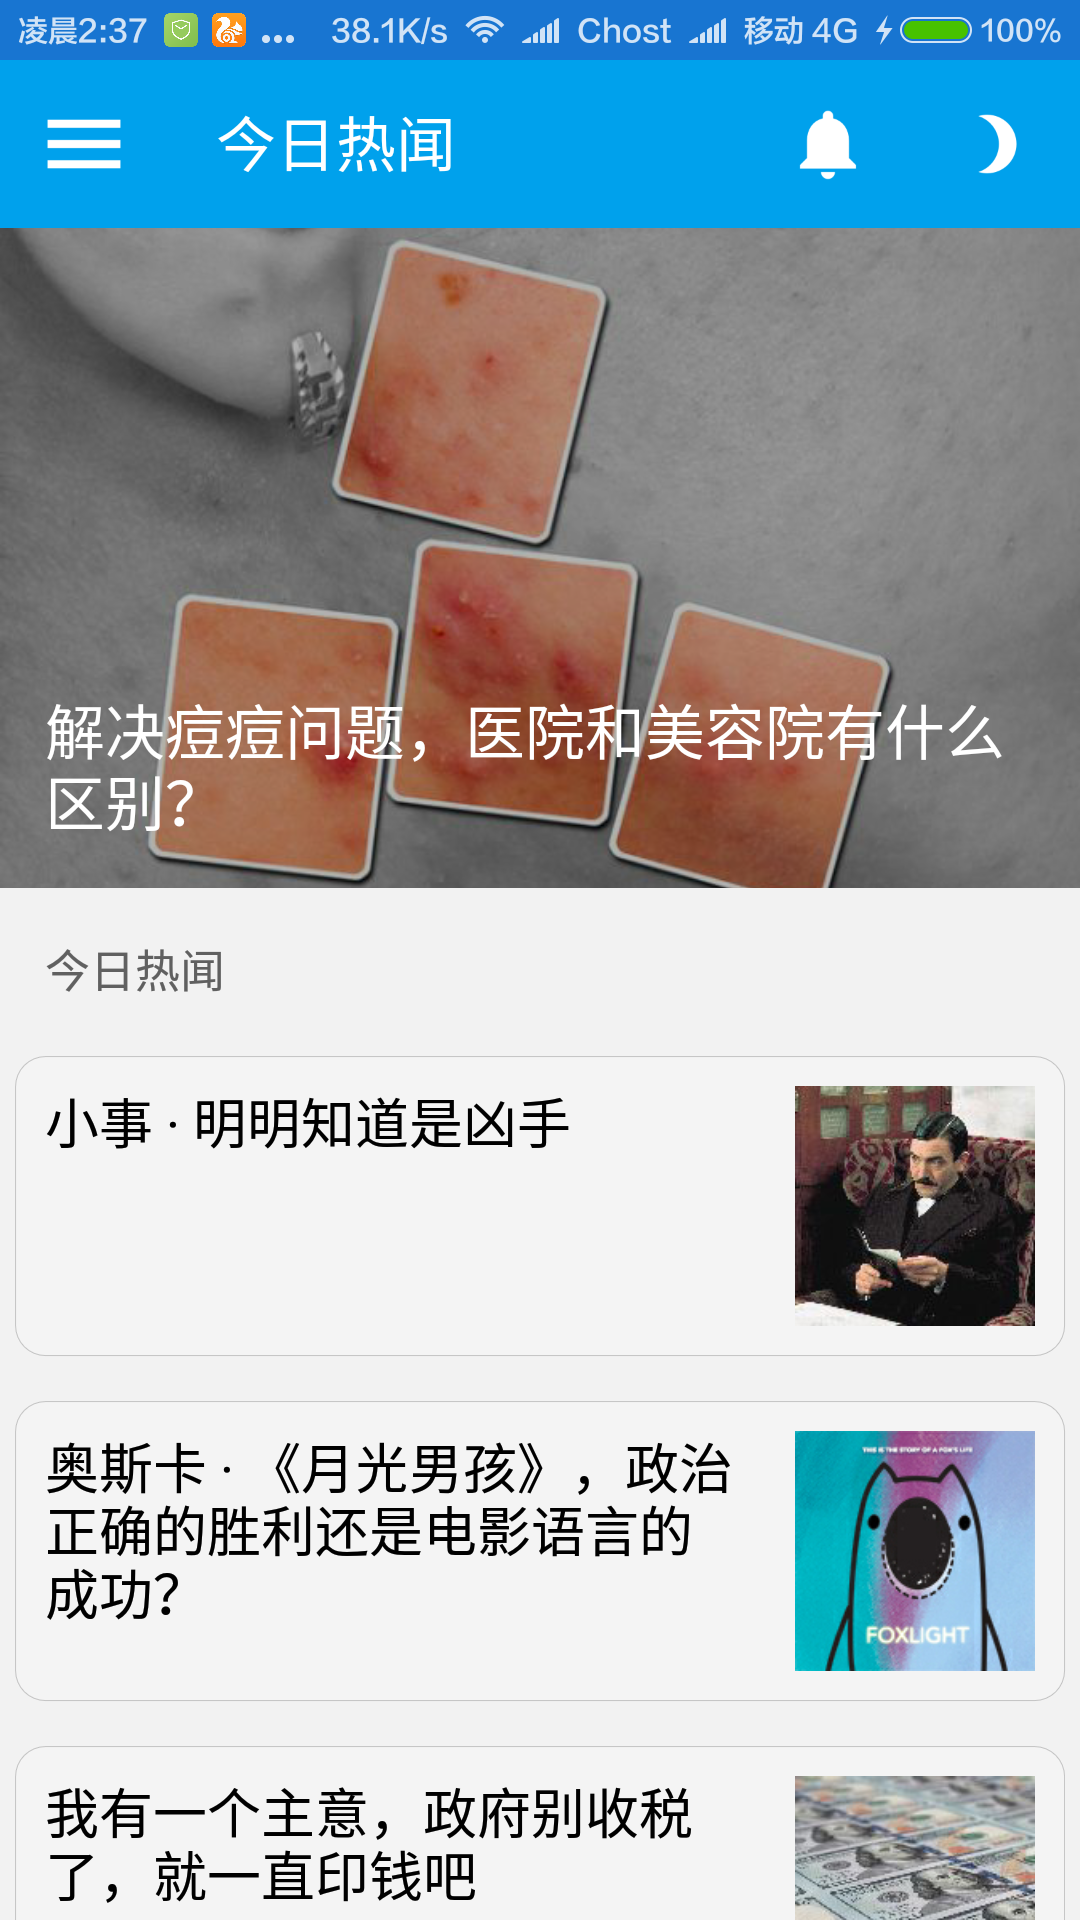 凌晨2:37 ... 38.1K/s Chost 移动 4G 100%
今日热闻
解决痘痘问题，医院和美容院有什么
区别？
今日热闻
小事 · 明明知道是凶手
奥斯卡 · 《月光男孩》，政治
正确的胜利还是电影语言的
成功？
THIS IS THE STORY OF A FOX'S LIFE
FOXLIGHT
我有一个主意，政府别收税
了，就一直印钱吧